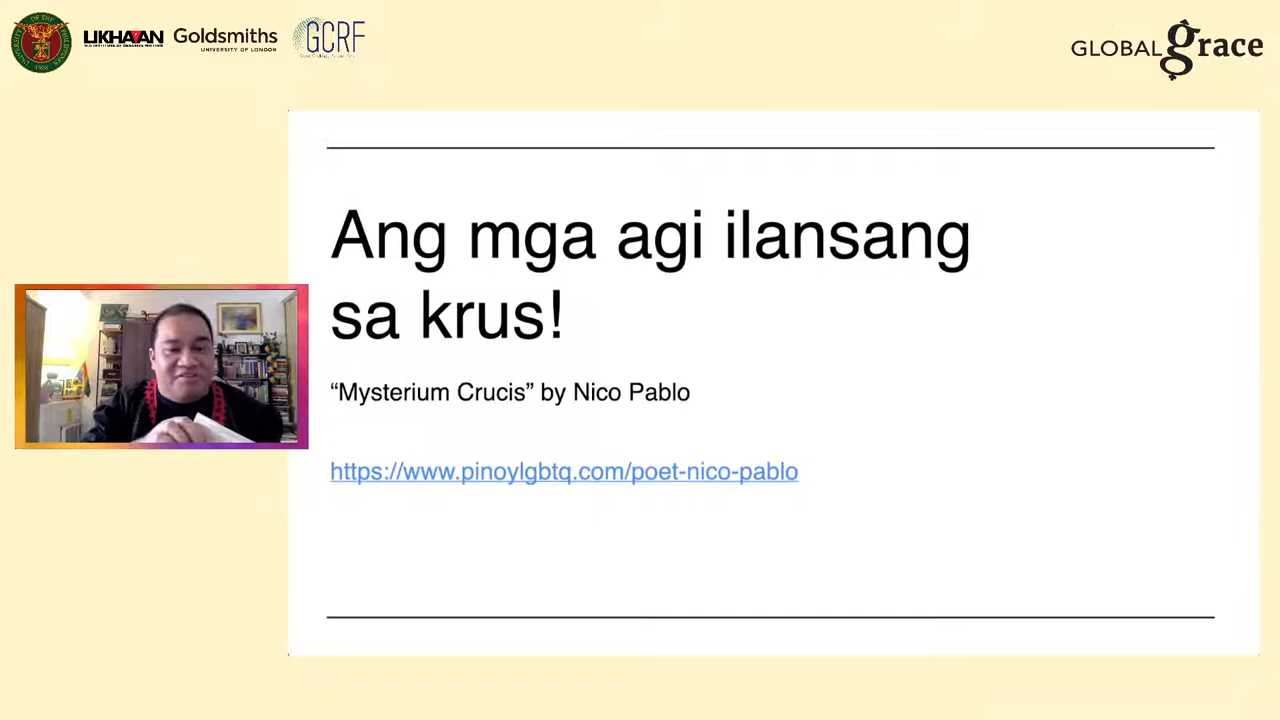 LIKHAAN
Goldsmiths
UNIVERSITY OF LONDON
GCRF
GLOBAL grace
Ang mga agi ilansang
sa krus!
“Mysterium Crucis” by Nico Pablo
https://www.pinoylgbtq.com/poet-nico-pablo